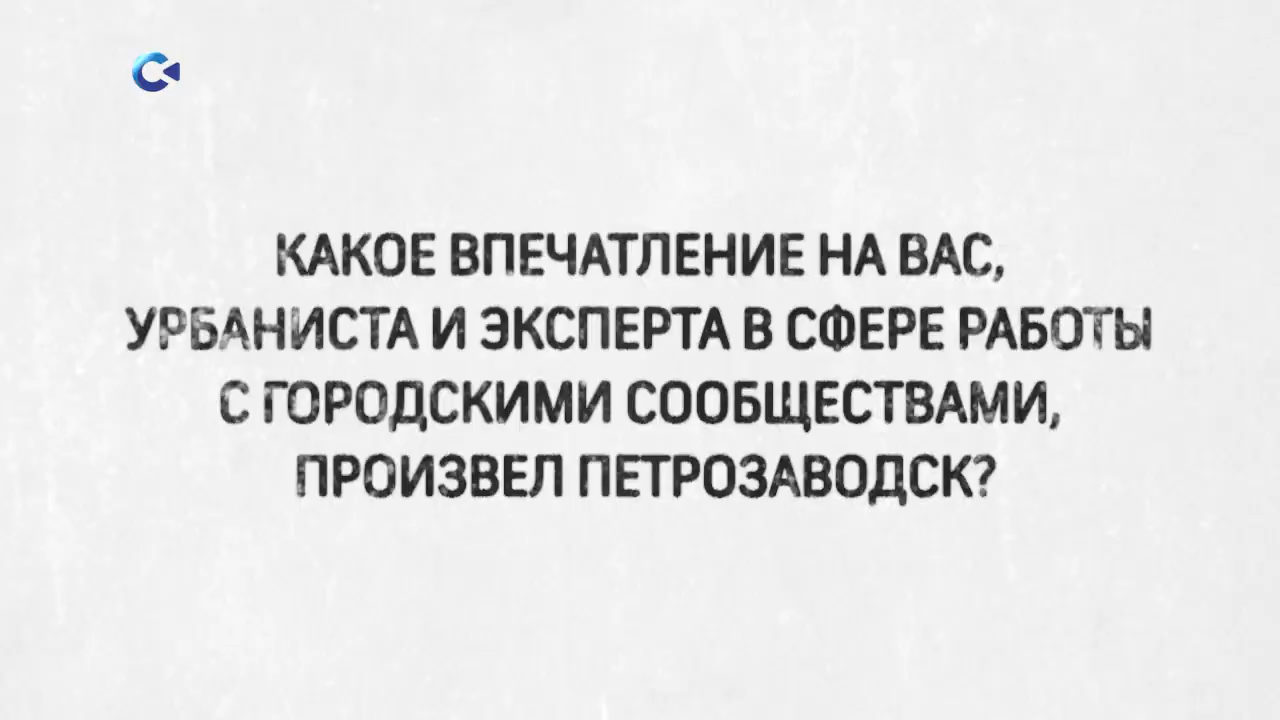 КАКОЕ ВПЕЧАТЛЕНИЕ НА ВАС,
УРБАНИСТА И ЭКСПЕРТА В СФЕРЕ РАБОТЫ
С ГОРОДСКИМИ СООБЩЕСТВАМИ,
ПРОИЗВЕЛ ПЕТРОЗАВОДСК?